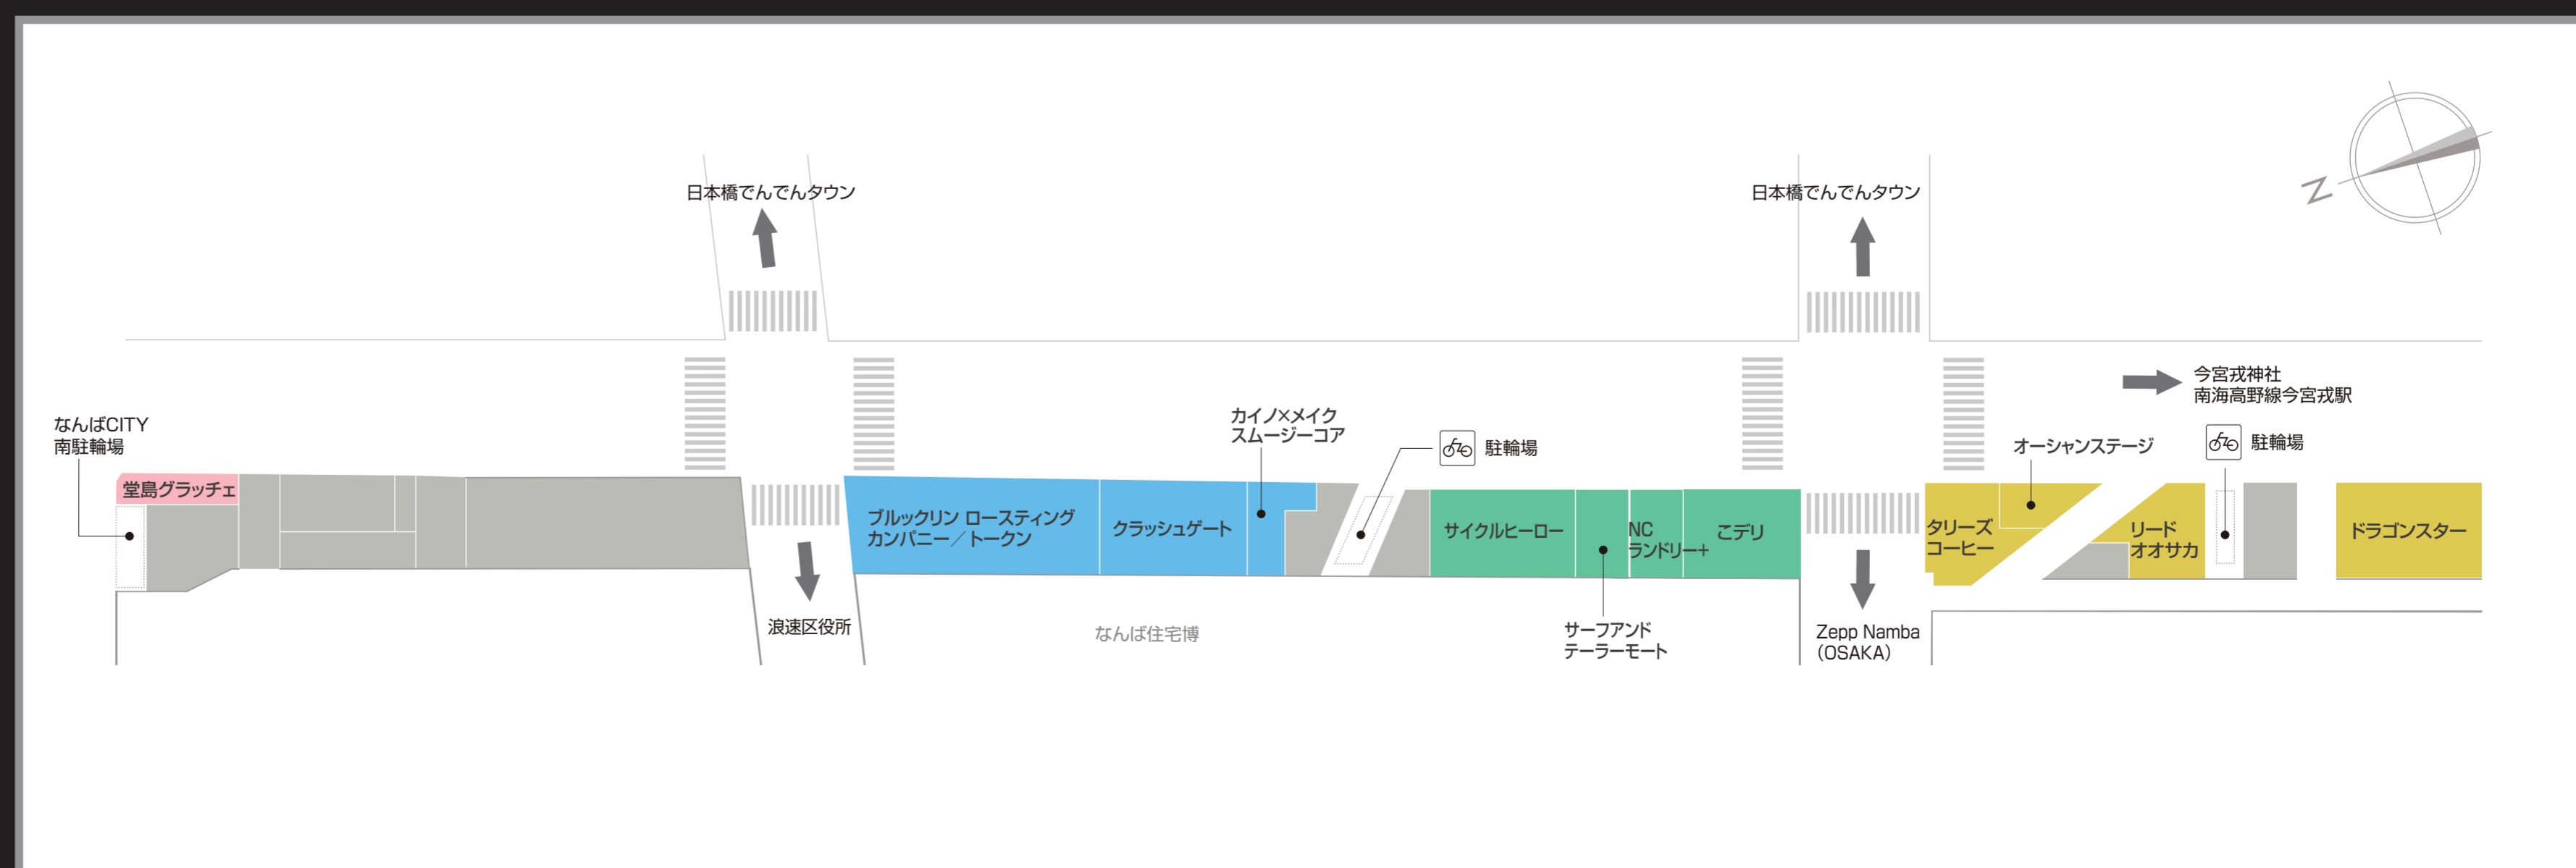 日本橋でんでんタウン
日本橋でんでんタウン
N
今宮戎神社
南海高野線今宮戎駅
なんばCITY
南駐輪場
カイノ×メイク
スムージーコア
駐輪場
オーシャンステージ
駐輪場
堂島グラッチェ
ブルックリン ロースティング
カンパニー／トークン
クラッシュゲート
サイクルヒーロー
NC
ランドリー+
こデリ
タリーズ
コーヒー
リード
オオサカ
ドラゴンスター
浪速区役所
なんば住宅博
サーフアンド
テーラーモート
Zepp Namba
（OSAKA）